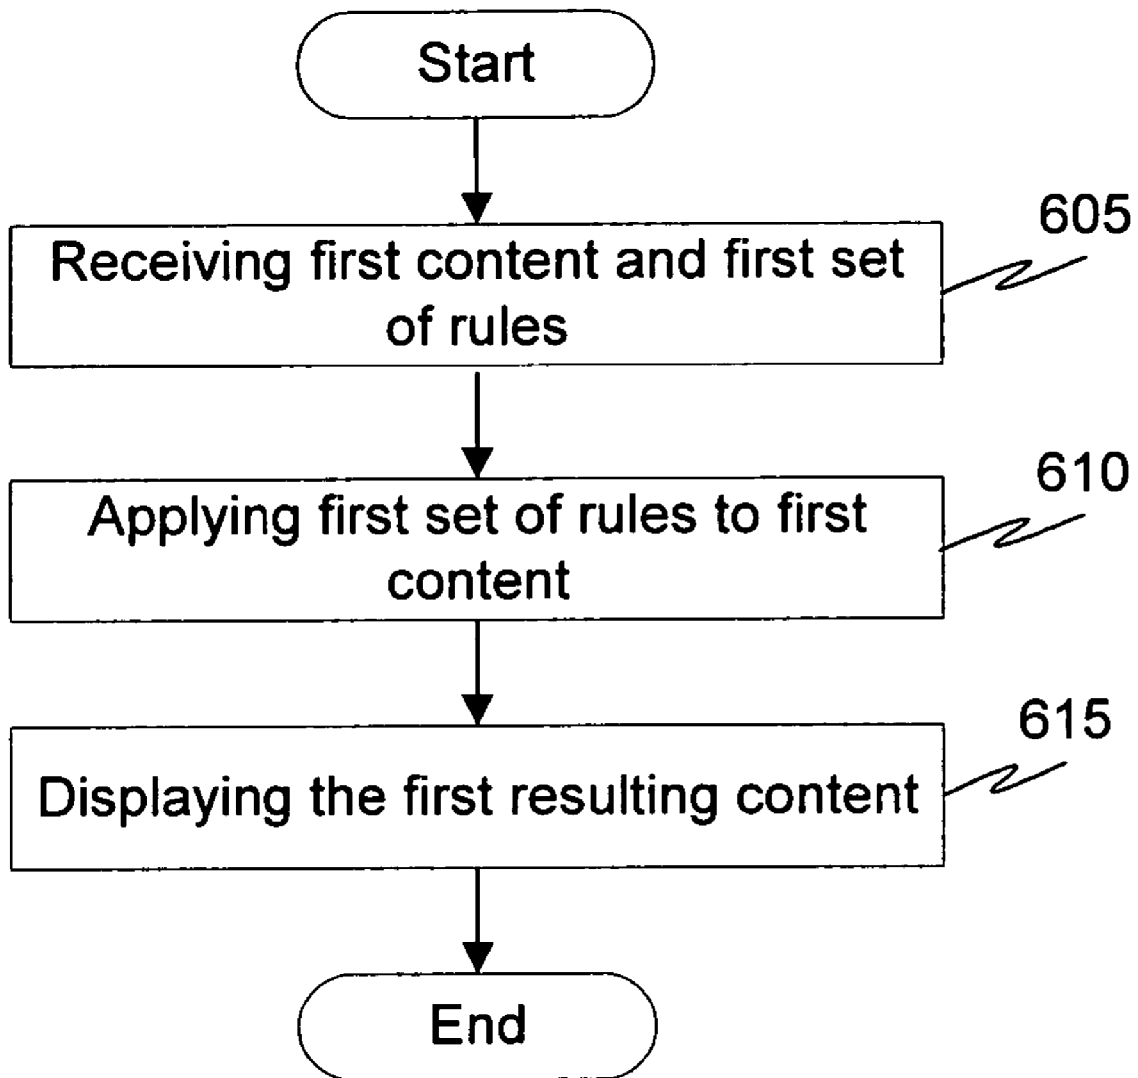 Start
605
Receiving first content and first set
of rules
610
Applying first set of rules to first
content
615
Displaying the first resulting content
End